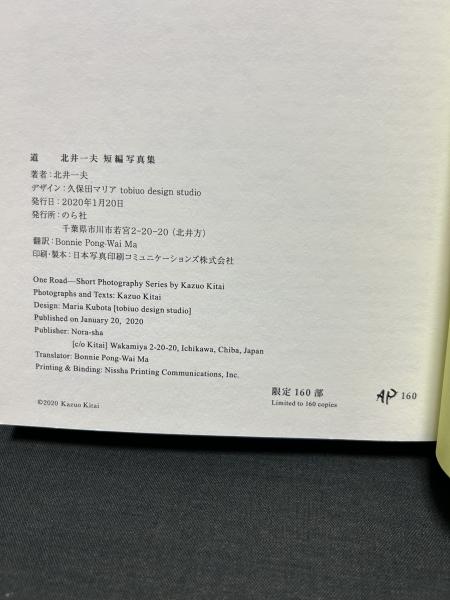 道　　北井一夫 短編写真集
著者：北井一夫
デザイン：久保田マリア tobiuo design studio
発行日：2020年1月20日
発行所：のら社
千葉県市川市若宮2-20-20（北井方）
翻訳：Bonnie Pong-Wai Ma
印刷・製本：日本写真印刷コミュニケーションズ株式会社
One Road—Short Photography Series by Kazuo Kitai
Photographs and Texts: Kazuo Kitai
Design: Maria Kubota [tobiuo design studio]
Published on January 20, 2020
Publisher: Nora-sha
[c/o Kitai] Wakamiya 2-20-20, Ichikawa, Chiba, Japan
Translator: Bonnie Pong-Wai Ma
Printing & Binding: Nissha Printing Communications, Inc.
限定 160 部
Limited to 160 copies
AP 160
©2020 Kazuo Kitai